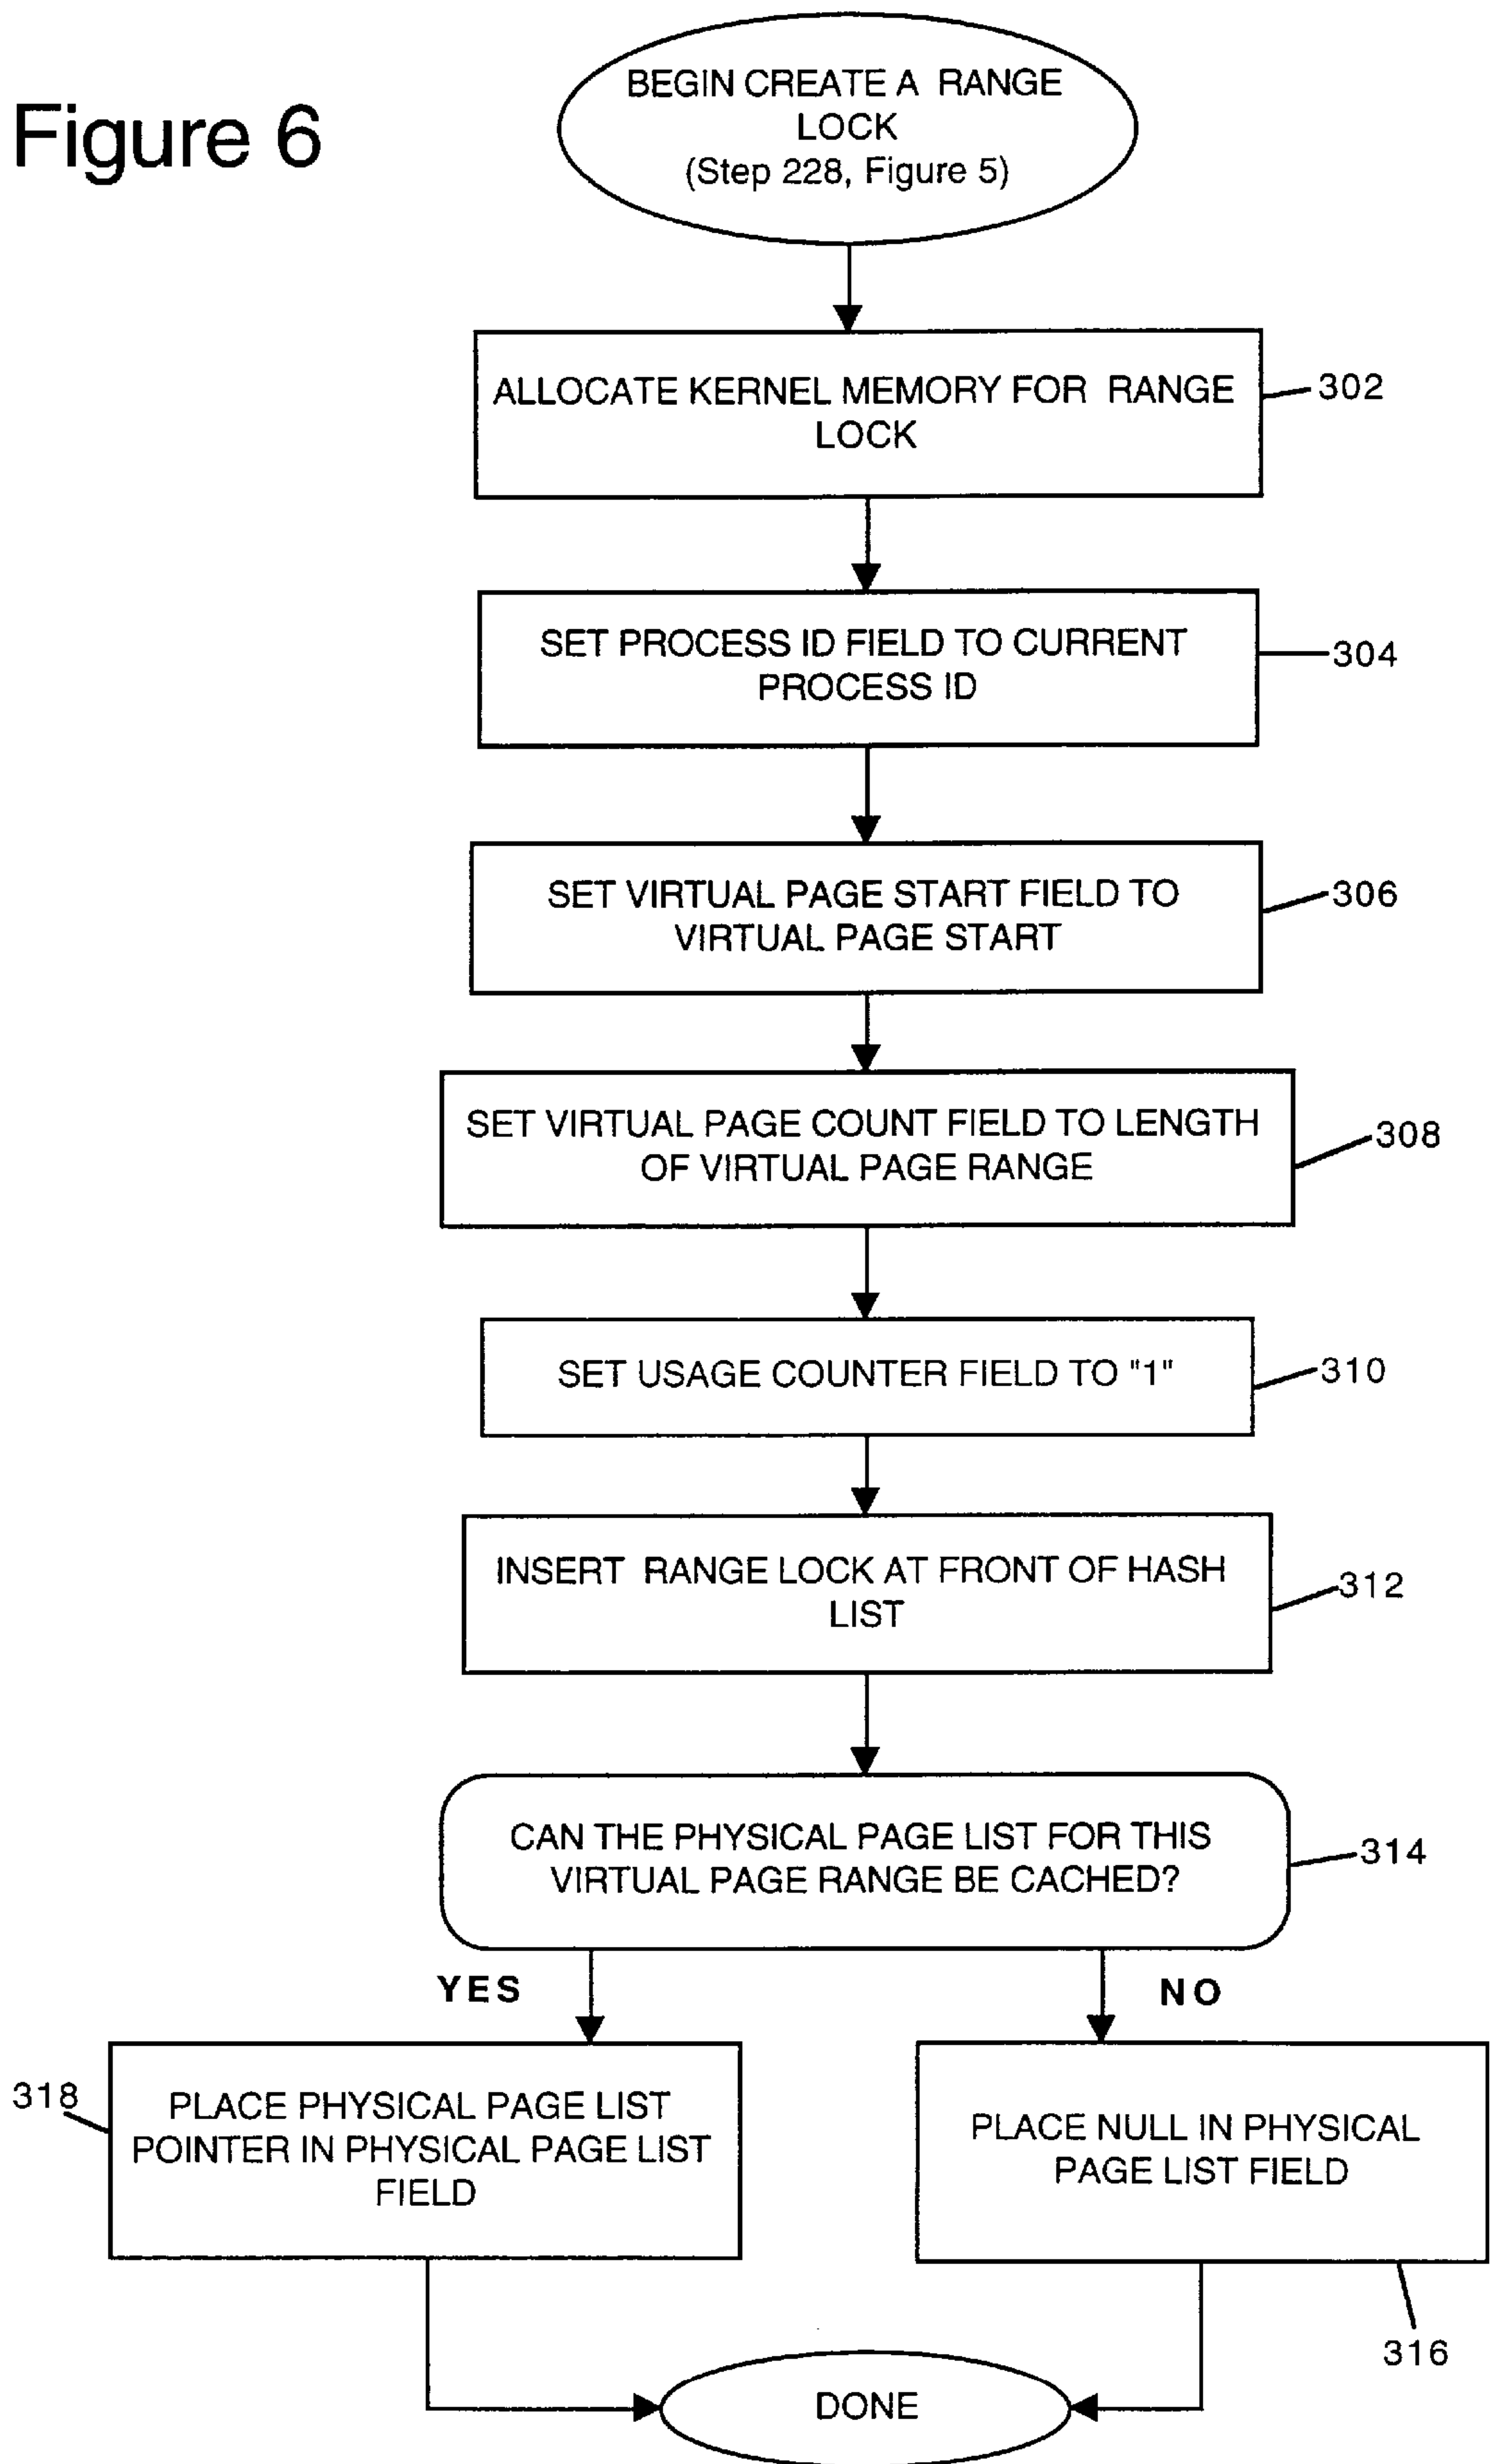 Figure 6
BEGIN CREATE A RANGE
LOCK
(Step 228, Figure 5)
ALLOCATE KERNEL MEMORY FOR RANGE
LOCK
302
SET PROCESS ID FIELD TO CURRENT
PROCESS ID
304
SET VIRTUAL PAGE START FIELD TO
VIRTUAL PAGE START
306
SET VIRTUAL PAGE COUNT FIELD TO LENGTH
OF VIRTUAL PAGE RANGE
308
SET USAGE COUNTER FIELD TO "1"
310
INSERT RANGE LOCK AT FRONT OF HASH
LIST
312
CAN THE PHYSICAL PAGE LIST FOR THIS
VIRTUAL PAGE RANGE BE CACHED?
314
YES
NO
318
PLACE PHYSICAL PAGE LIST
POINTER IN PHYSICAL PAGE LIST
FIELD
PLACE NULL IN PHYSICAL
PAGE LIST FIELD
316
DONE